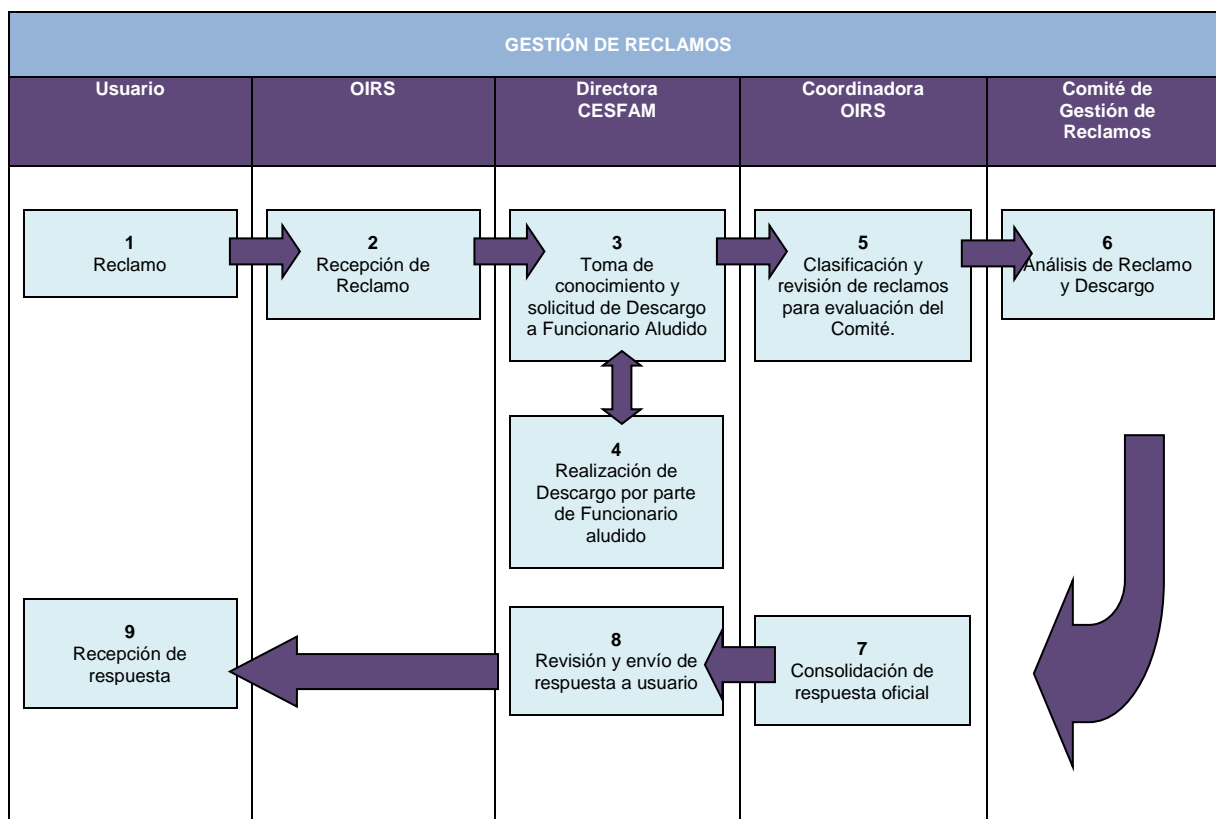 GESTIÓN DE RECLAMOS
Usuario
OIRS
Directora
CESFAM
Coordinadora
OIRS
Comité de
Gestión de
Reclamos
1
Reclamo
2
Recepción de
Reclamo
3
Toma de
conocimiento y
solicitud de Descargo
a Funcionario Aludido
5
Clasificación y
revisión de reclamos
para evaluación del
Comité.
6
Análisis de Reclamo
y Descargo
4
Realización de
Descargo por parte
de Funcionario
aludido
9
Recepción de
respuesta
8
Revisión y envío de
respuesta a usuario
7
Consolidación de
respuesta oficial